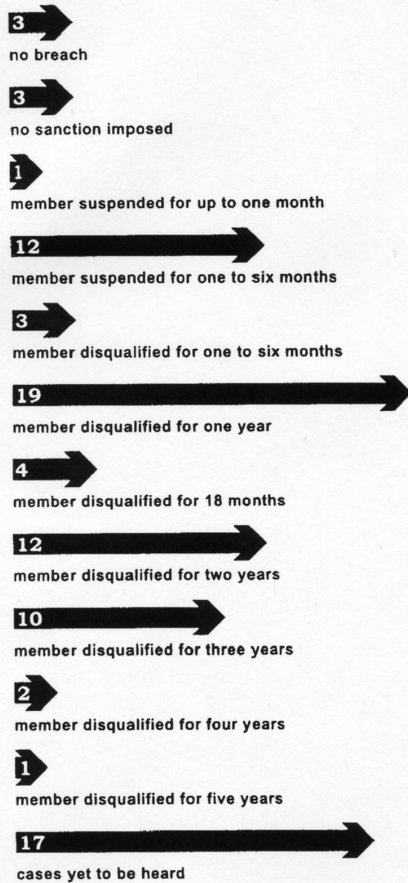 3
no breach
3
no sanction imposed
1
member suspended for up to one month
12
member suspended for one to six months
3
member disqualified for one to six months
19
member disqualified for one year
4
member disqualified for 18 months
12
member disqualified for two years
10
member disqualified for three years
2
member disqualified for four years
1
member disqualified for five years
17
cases yet to be heard